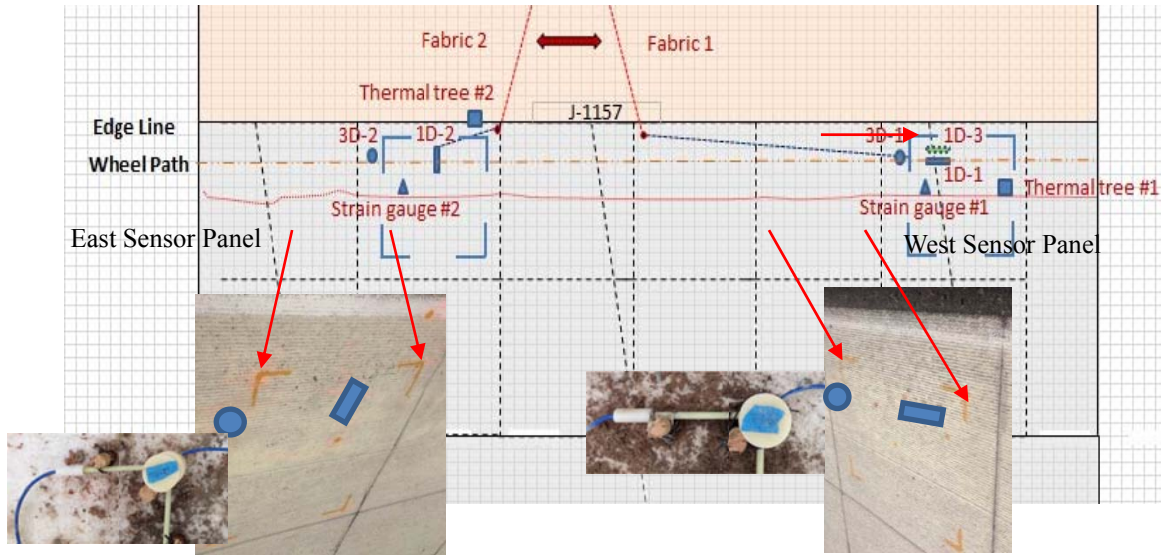 Fabric 2
Fabric 1
Thermal tree #2
J-1157
Edge Line
3D-2
1D-2
3D-1
1D-3
Wheel Path
1D-1
Thermal tree #1
Strain gauge #2
Strain gauge #1
East Sensor Panel
West Sensor Panel